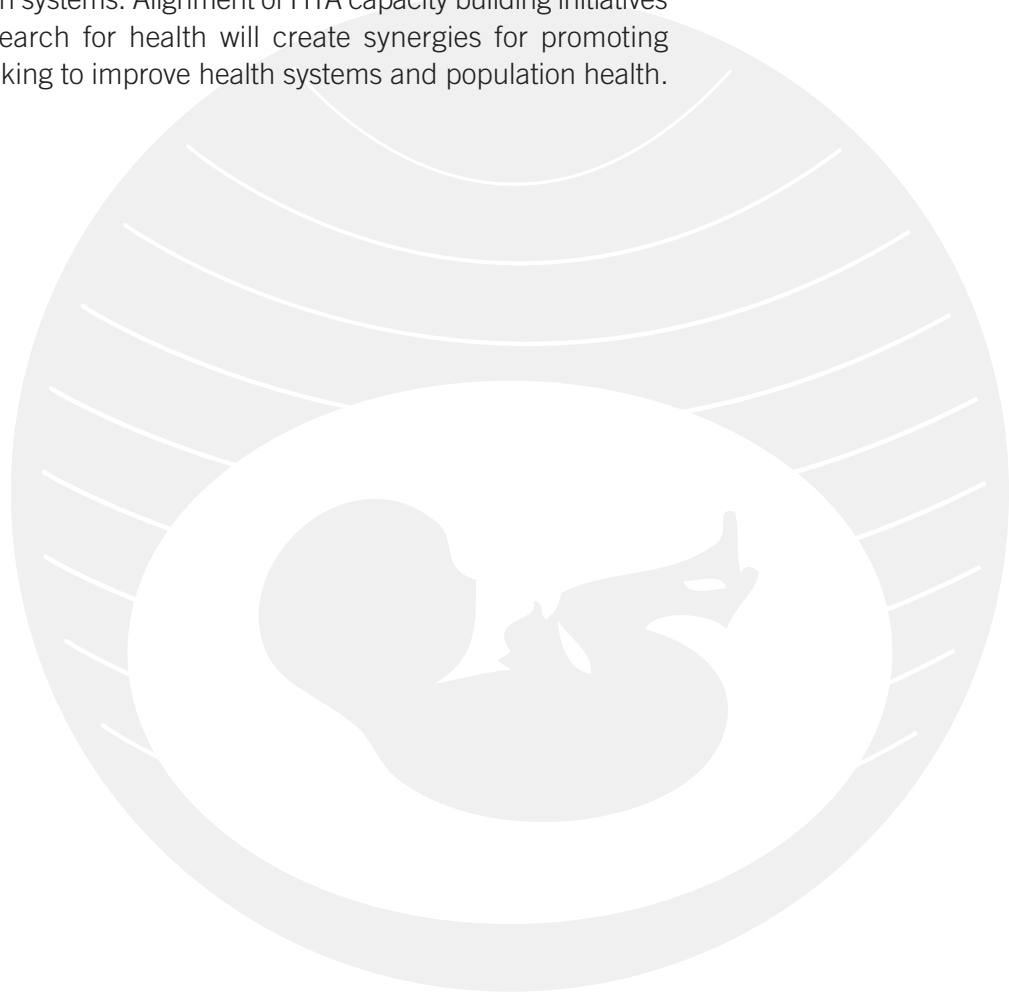 n systems. Alignment of HTA capacity building initiatives
search for health will create synergies for promoting
king to improve health systems and population health.